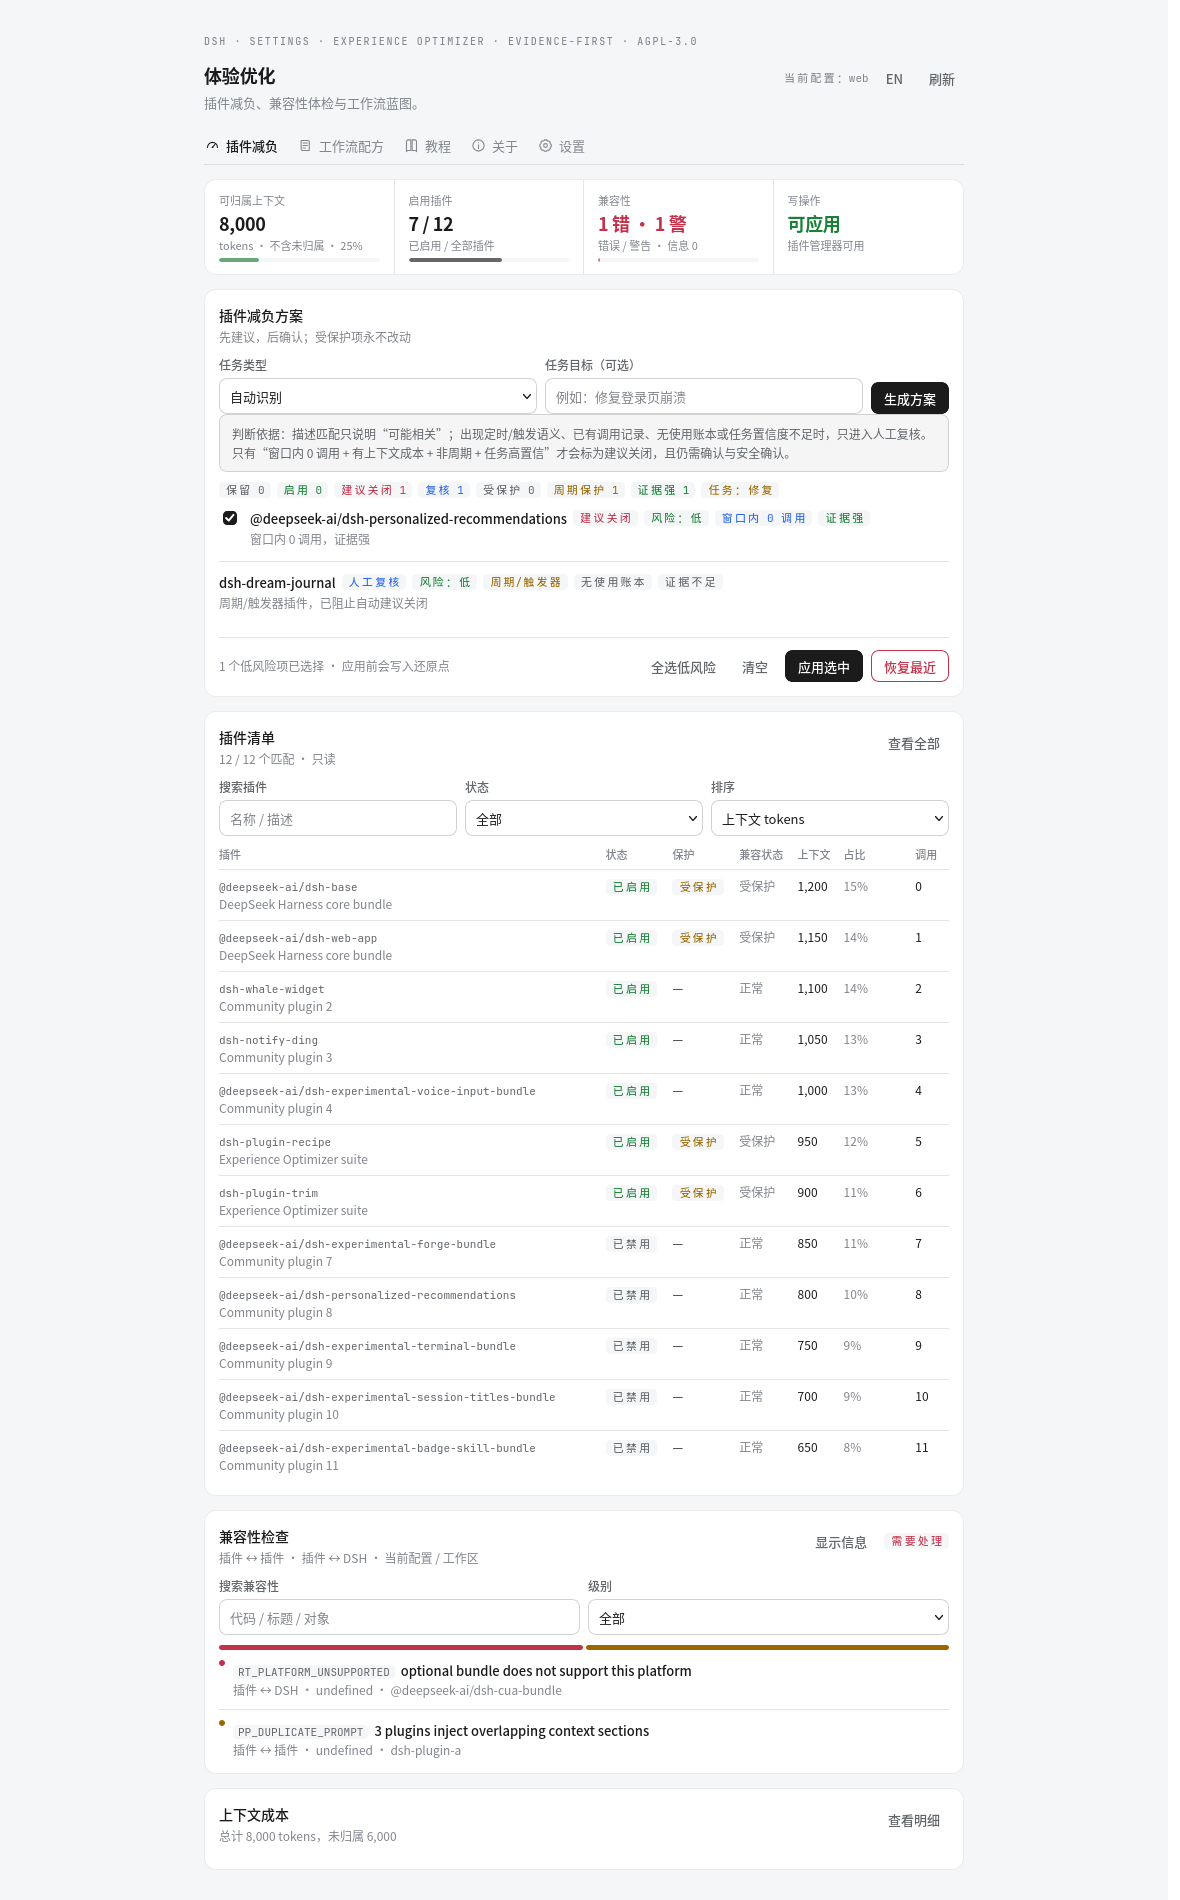 DSH · SETTINGS · EXPERIENCE OPTIMIZER · EVIDENCE-FIRST · AGPL-3.0
体验优化
当前配置：web EN 刷新
插件减负、兼容性体检与工作流蓝图。
插件减负 工作流配方 教程 关于 设置
可归属上下文 启用插件 兼容性 写操作
8,000 7 / 12 1 错 · 1 警 可应用
tokens · 不含未归属 · 25% 已启用 / 全部插件 错误 / 警告 · 信息 0 插件管理器可用
插件减负方案
先建议，后确认；受保护项永不改动
任务类型 任务目标（可选）
自动识别 例如：修复登录页崩溃 生成方案
判断依据：描述匹配只说明“可能相关”；出现定时/触发语义、已有调用记录、无使用账本或任务置信度不足时，只进入人工复核。
只有“窗口内 0 调用 + 有上下文成本 + 非周期 + 任务高置信”才会标为建议关闭，且仍需确认与安全确认。
保留 0 启用 0 建议关闭 1 复核 1 受保护 0 周期保护 1 证据强 1 任务：修复
@deepseek-ai/dsh-personalized-recommendations 建议关闭 风险：低 窗口内 0 调用 证据强
窗口内 0 调用，证据强
dsh-dream-journal 人工复核 风险：低 周期/触发器 无使用账本 证据不足
周期/触发器插件，已阻止自动建议关闭
1 个低风险项已选择 · 应用前会写入还原点 全选低风险 清空 应用选中 恢复最近
插件清单
12 / 12 个匹配 · 只读 查看全部
搜索插件 状态 排序
名称 / 描述 全部 上下文 tokens
插件 状态 保护 兼容状态 上下文 占比 调用
@deepseek-ai/dsh-base 已启用 受保护 受保护 1,200 15% 0
DeepSeek Harness core bundle
@deepseek-ai/dsh-web-app 已启用 受保护 受保护 1,150 14% 1
DeepSeek Harness core bundle
dsh-whale-widget 已启用 — 正常 1,100 14% 2
Community plugin 2
dsh-notify-ding 已启用 — 正常 1,050 13% 3
Community plugin 3
@deepseek-ai/dsh-experimental-voice-input-bundle 已启用 — 正常 1,000 13% 4
Community plugin 4
dsh-plugin-recipe 已启用 受保护 受保护 950 12% 5
Experience Optimizer suite
dsh-plugin-trim 已启用 受保护 受保护 900 11% 6
Experience Optimizer suite
@deepseek-ai/dsh-experimental-forge-bundle 已禁用 — 正常 850 11% 7
Community plugin 7
@deepseek-ai/dsh-personalized-recommendations 已禁用 — 正常 800 10% 8
Community plugin 8
@deepseek-ai/dsh-experimental-terminal-bundle 已禁用 — 正常 750 9% 9
Community plugin 9
@deepseek-ai/dsh-experimental-session-titles-bundle 已禁用 — 正常 700 9% 10
Community plugin 10
@deepseek-ai/dsh-experimental-badge-skill-bundle 已禁用 — 正常 650 8% 11
Community plugin 11
兼容性检查
显示信息 需要处理
插件 ↔ 插件 · 插件 ↔ DSH · 当前配置 / 工作区
搜索兼容性 级别
代码 / 标题 / 对象 全部
RT_PLATFORM_UNSUPPORTED optional bundle does not support this platform
插件 ↔ DSH · undefined · @deepseek-ai/dsh-cua-bundle
PP_DUPLICATE_PROMPT 3 plugins inject overlapping context sections
插件 ↔ 插件 · undefined · dsh-plugin-a
上下文成本
查看明细
总计 8,000 tokens，未归属 6,000